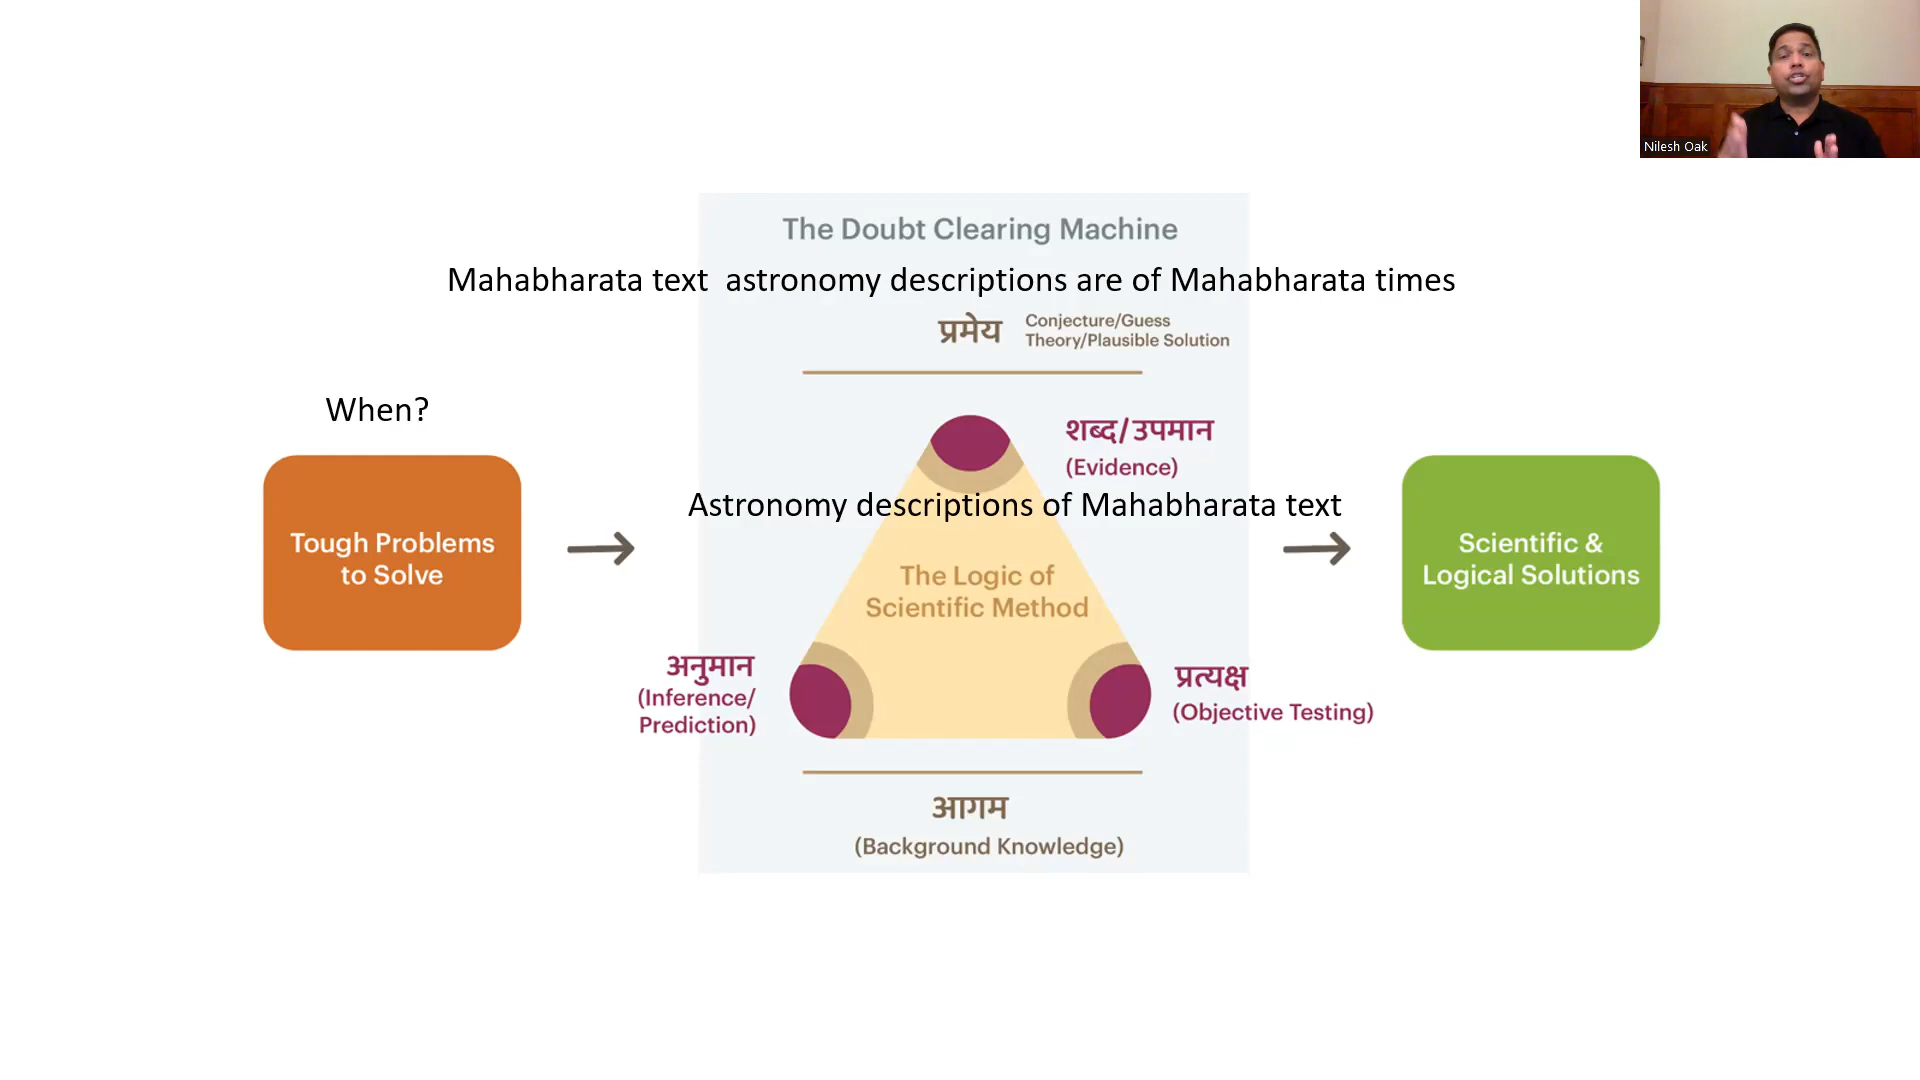 Nilesh Oak
The Doubt Clearing Machine
Mahabharata text  astronomy descriptions are of Mahabharata times
प्रमेय
Conjecture/Guess
Theory/Plausible Solution
When?
शब्द/उपमान
(Evidence)
Astronomy descriptions of Mahabharata text
Tough Problems
to Solve
The Logic of
Scientific Method
Scientific &
Logical Solutions
अनुमान
(Inference/
Prediction)
प्रत्यक्ष
(Objective Testing)
आगम
(Background Knowledge)